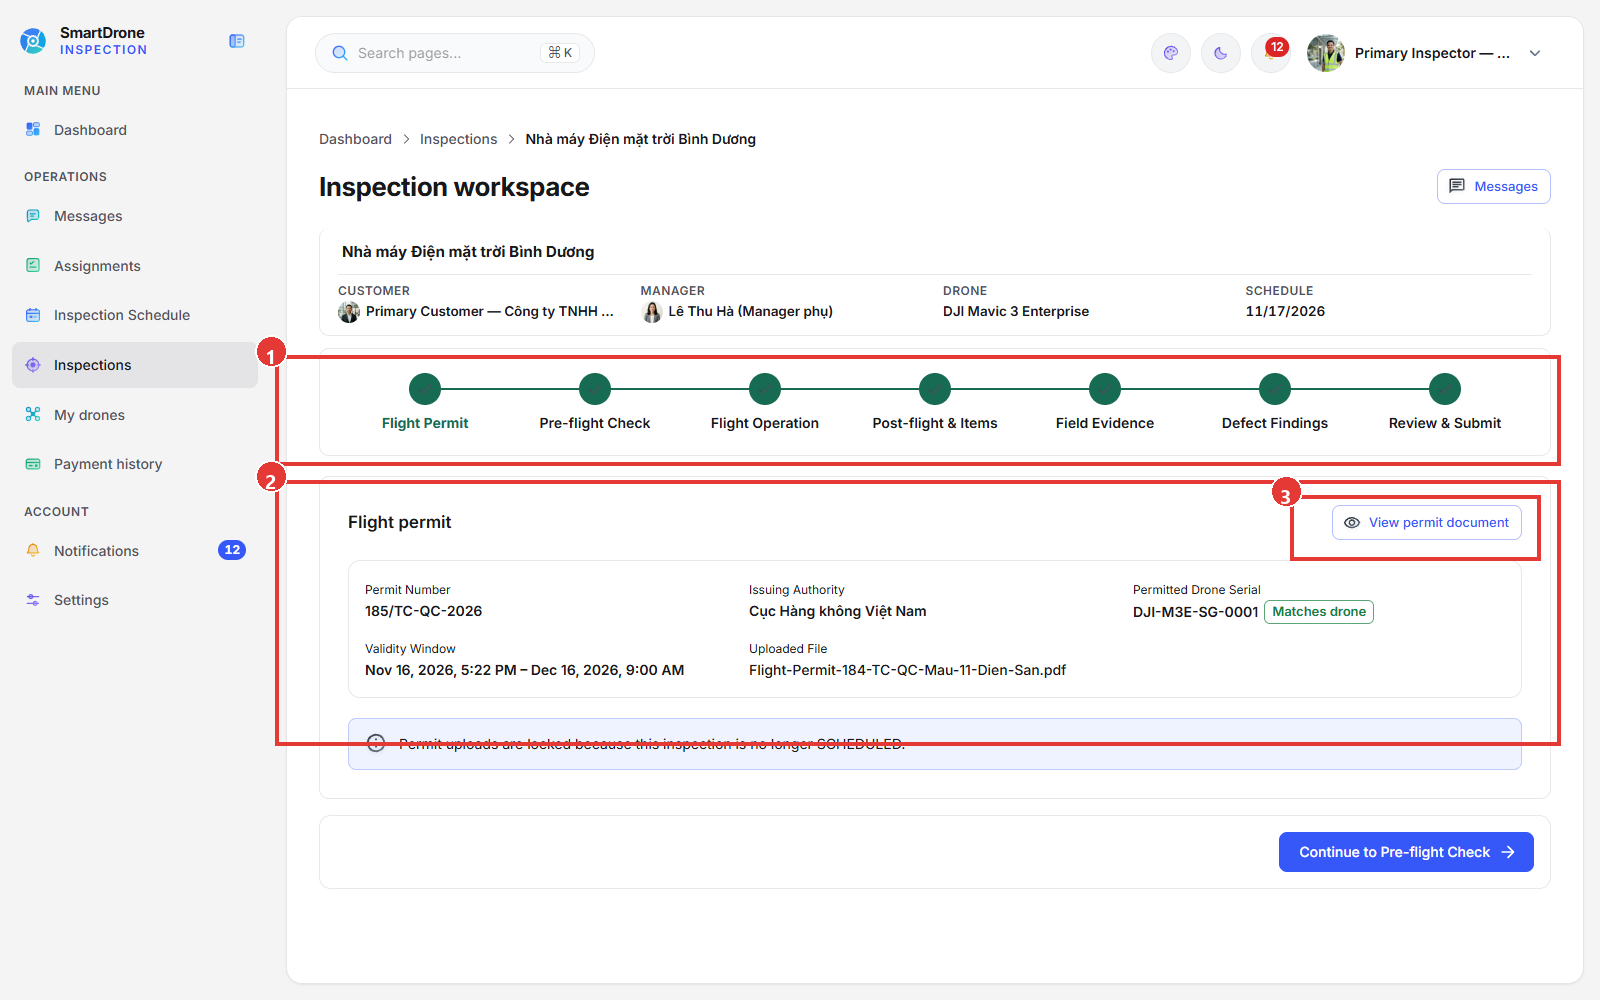 SmartDrone
INSPECTION
MAIN MENU
Dashboard
OPERATIONS
Messages
Assignments
Inspection Schedule
Inspections
My drones
Payment history
ACCOUNT
Notifications 12
Settings
Search pages... ⌘ K
12
Primary Inspector — ...
Dashboard > Inspections > Nhà máy Điện mặt trời Bình Dương
Inspection workspace
Messages
Nhà máy Điện mặt trời Bình Dương
CUSTOMER MANAGER DRONE SCHEDULE
Primary Customer — Công ty TNHH ... Lê Thu Hà (Manager phụ) DJI Mavic 3 Enterprise 11/17/2026
1
Flight Permit Pre-flight Check Flight Operation Post-flight & Items Field Evidence Defect Findings Review & Submit
2
3
Flight permit
View permit document
Permit Number Issuing Authority Permitted Drone Serial
185/TC-QC-2026 Cục Hàng không Việt Nam DJI-M3E-SG-0001 Matches drone
Validity Window Uploaded File
Nov 16, 2026, 5:22 PM – Dec 16, 2026, 9:00 AM Flight-Permit-184-TC-QC-Mau-11-Dien-San.pdf
Permit uploads are locked because this inspection is no longer SCHEDULED.
Continue to Pre-flight Check →